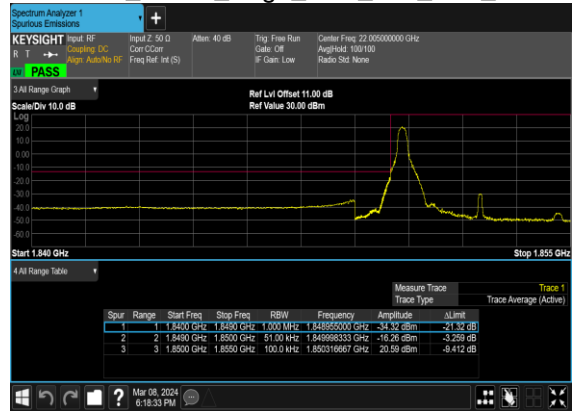 Spectrum Analyzer 1
Spurious Emissions
KEYSIGHT Input: RF Input Z: 50 Ω Atten: 40 dB Trig: Free Run Center Freq: 22.005000000 GHz
R T Coupling: DC Corr CCorr Gate: Off Avg|Hold: 100/100
Align: Auto/No RF Freq Ref: Int (S) IF Gain: Low Radio Std: None
PASS
3 All Range Graph
Ref Lvl Offset 11.00 dB
Scale/Div 10.0 dB Ref Value 30.00 dBm
Log
20.0
10.0
0.00
-10.0
-20.0
-30.0
-40.0
-50.0
-60.0
Start 1.840 GHz Stop 1.855 GHz
4 All Range Table
Measure Trace Trace 1
Trace Type Trace Average (Active)
Spur Range Start Freq Stop Freq RBW Frequency Amplitude ΔLimit
1 1 1.8400 GHz 1.8490 GHz 1.000 MHz 1.848955000 GHz -34.32 dBm -21.32 dB
2 2 1.8490 GHz 1.8500 GHz 51.00 kHz 1.849998333 GHz -16.26 dBm -3.259 dB
3 3 1.8500 GHz 1.8550 GHz 100.0 kHz 1.850316667 GHz 20.59 dBm -9.412 dB
? Mar 08, 2024
6:18:33 PM